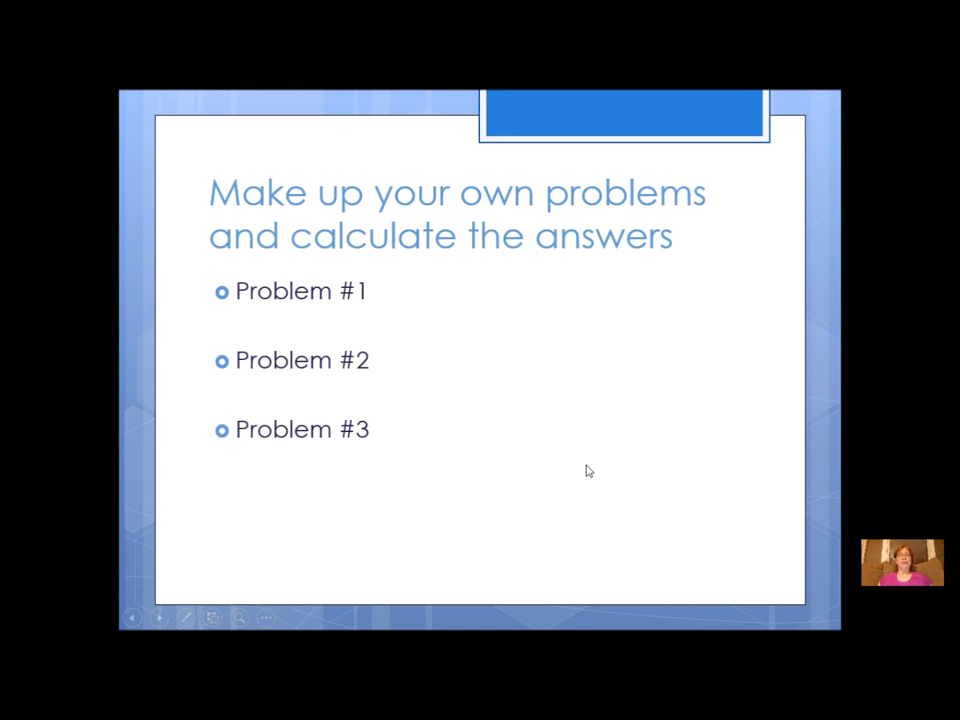 Make up your own problems
and calculate the answers
Problem #1
Problem #2
Problem #3